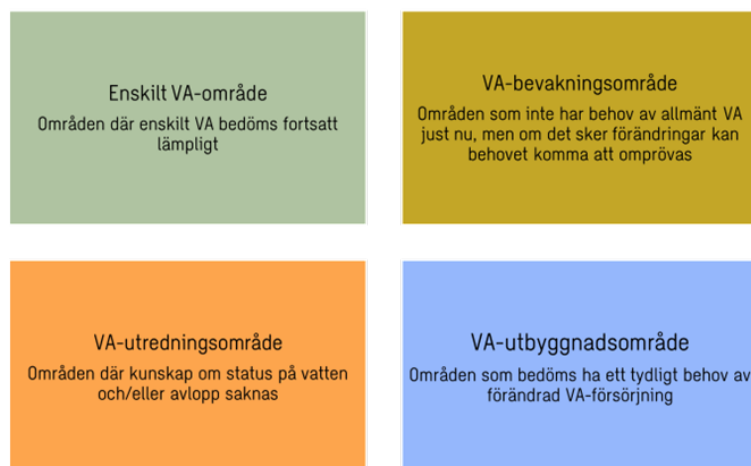 Enskilt VA-område
Områden där enskilt VA bedöms fortsatt
lämpligt
VA-bevakningsområde
Områden som inte har behov av allmänt VA
just nu, men om det sker förändringar kan
behovet komma att omprövas
VA-utredningsområde
Områden där kunskap om status på vatten
och/eller avlopp saknas
VA-utbyggnadsområde
Områden som bedöms ha ett tydligt behov av
förändrad VA-försörjning